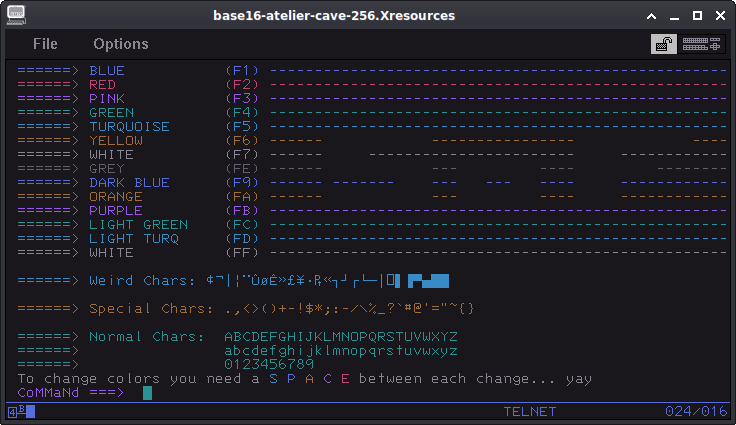 base16-atelier-cave-256.Xresources
File Options
======> BLUE (F1) ---------------------------------------------------
======> RED (F2) ---------------------------------------------------
======> PINK (F3) ---------------------------------------------------
======> GREEN (F4) ---------------------------------------------------
======> TURQUOISE (F5) ---------------------------------------------------
======> YELLOW (F6) ------ ---------------- ----
======> WHITE (F7) ------ --------------------------- ------------
======> GREY (FE) ------ --- ---- ----
======> DARK BLUE (F9) ------ ------- ---- --- ---- ------------
======> ORANGE (FA) ------ --- ---- ------------
======> PURPLE (FB) ---------------------------------------------------
======> LIGHT GREEN (FC) ---------------------------------------------------
======> LIGHT TURQ (FD) ---------------------------------------------------
======> WHITE (FF) ---------------------------------------------------
======> Weird Chars: ¢¬|¦¨ÛøÊ»£¥·₧«┐┘┌└─│
======> Special Chars: .,<>()+-!$*;:-/\%_?`#@'="~{}
======> Normal Chars: ABCDEFGHIJKLMNOPQRSTUVWXYZ
======> abcdefghijklmnopqrstuvwxyz
======> 0123456789
To change colors you need a S P A C E between each change... yay
CoMMaNd ===>
4B TELNET 024/016